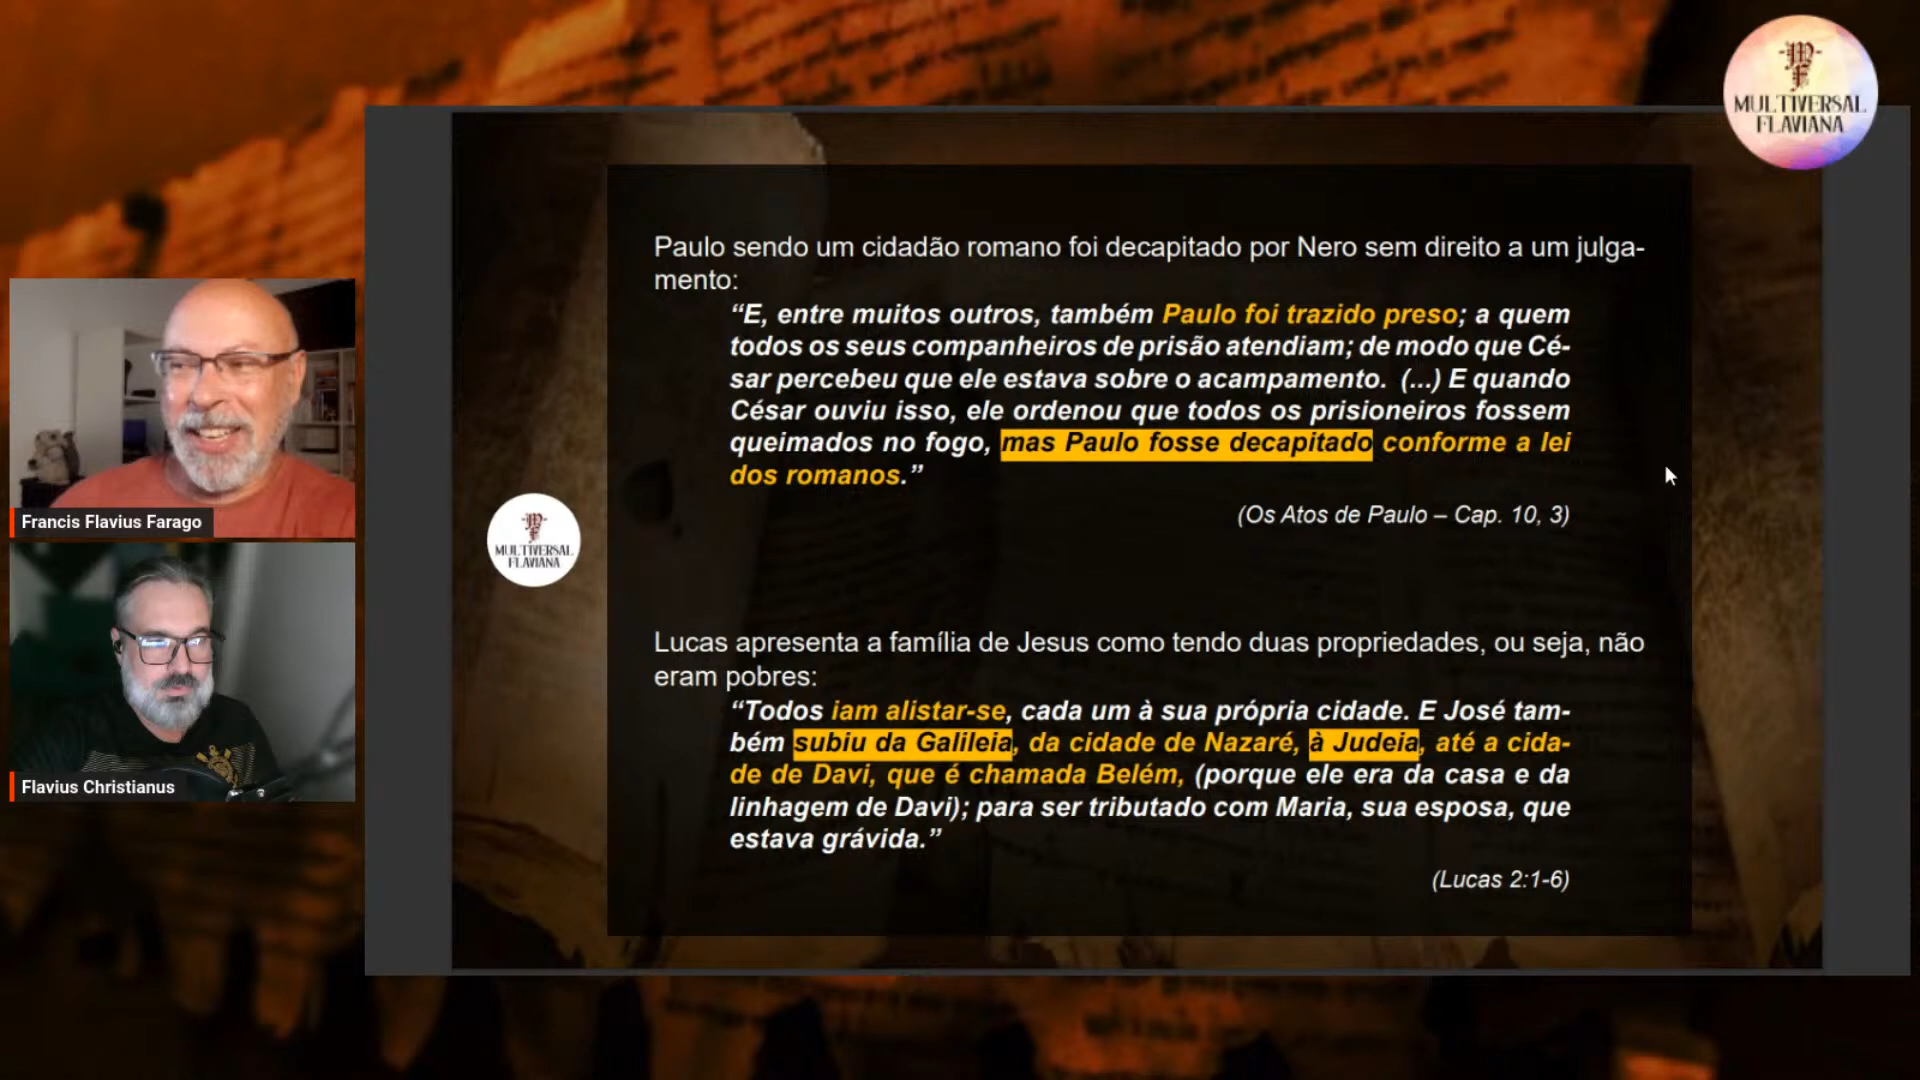 MF
MULTIVERSAL
FLAVIANA
Paulo sendo um cidadão romano foi decapitado por Nero sem direito a um julga-
mento:
“E, entre muitos outros, também Paulo foi trazido preso; a quem
todos os seus companheiros de prisão atendiam; de modo que Cé-
sar percebeu que ele estava sobre o acampamento. (...) E quando
César ouviu isso, ele ordenou que todos os prisioneiros fossem
queimados no fogo, mas Paulo fosse decapitado conforme a lei
dos romanos.”
(Os Atos de Paulo – Cap. 10, 3)
Francis Flavius Farago
MF
MULTIVERSAL
FLAVIANA
Lucas apresenta a família de Jesus como tendo duas propriedades, ou seja, não
eram pobres:
“Todos iam alistar-se, cada um à sua própria cidade. E José tam-
bém subiu da Galileia, da cidade de Nazaré, à Judeia, até a cida-
de de Davi, que é chamada Belém, (porque ele era da casa e da
linhagem de Davi); para ser tributado com Maria, sua esposa, que
estava grávida.”
(Lucas 2:1-6)
Flavius Christianus